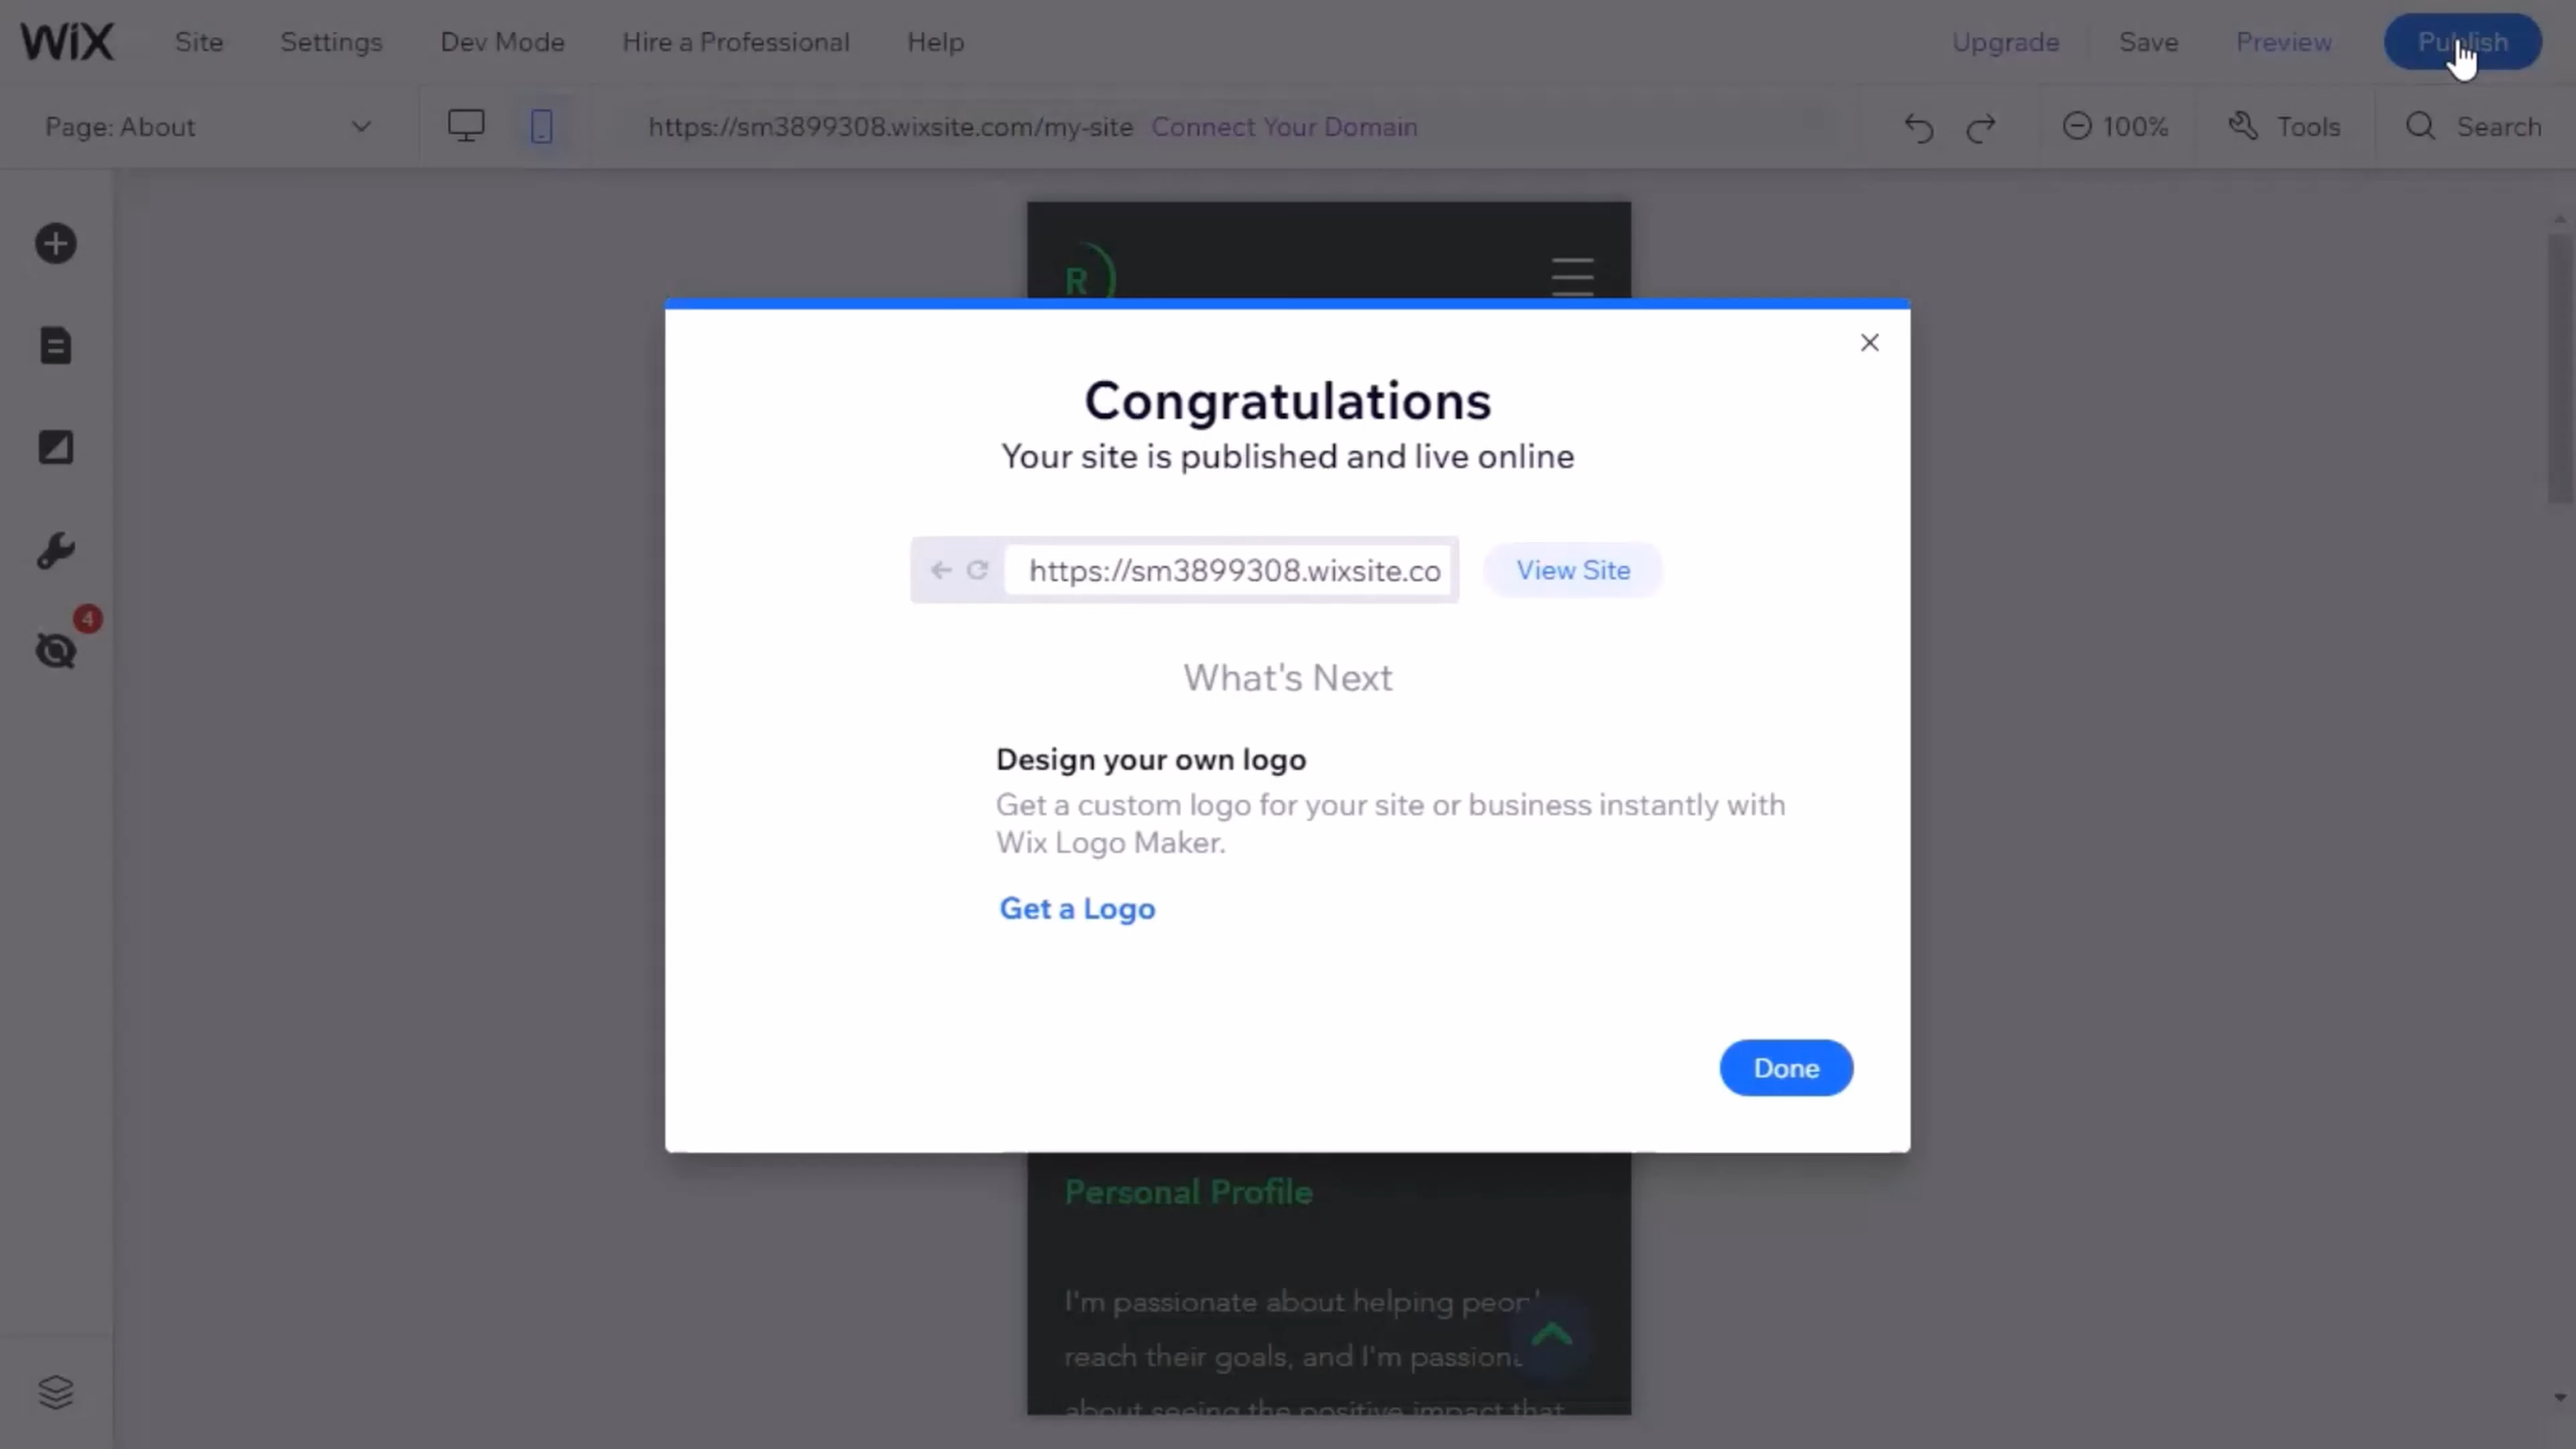 WiX Site Settings Dev Mode Hire a Professional Help Upgrade Save Preview Publish
Page: About https://sm3899308.wixsite.com/my-site Connect Your Domain 100% Tools Search
R
Congratulations
Your site is published and live online
https://sm3899308.wixsite.co View Site
4
What's Next
Design your own logo
Get a custom logo for your site or business instantly with
Wix Logo Maker.
Get a Logo
Done
Personal Profile
I'm passionate about helping
reach their goals, and I'm
about seeing the positive impact that